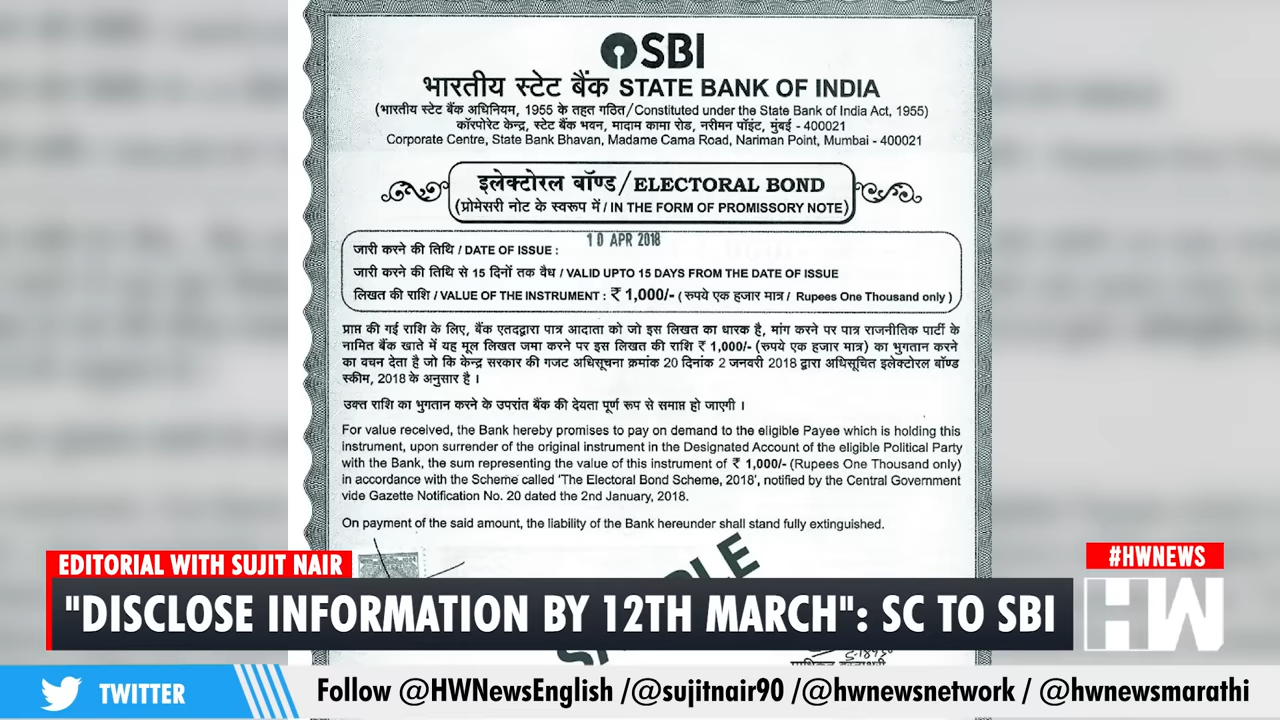 SBI
भारतीय स्टेट बैंक STATE BANK OF INDIA
(भारतीय स्टेट बैंक अधिनियम, 1955 के तहत गठित/Constituted under the State Bank of India Act, 1955)
कॉरपोरेट केन्द्र, स्टेट बैंक भवन, मादाम कामा रोड, नरीमन पॉइंट, मुंबई - 400021
Corporate Centre, State Bank Bhavan, Madame Cama Road, Nariman Point, Mumbai - 400021
इलेक्टोरल बॉण्ड/ELECTORAL BOND
(प्रोमेसरी नोट के स्वरूप में/IN THE FORM OF PROMISSORY NOTE)
10 APR 2018
जारी करने की तिथि / DATE OF ISSUE :
जारी करने की तिथि से 15 दिनों तक वैध / VALID UPTO 15 DAYS FROM THE DATE OF ISSUE
लिखत की राशि / VALUE OF THE INSTRUMENT : ₹ 1,000/- (रुपये एक हजार मात्र / Rupees One Thousand only )
प्राप्त की गई राशि के लिए, बैंक एतदद्वारा पात्र आदाता को जो इस लिखत का धारक है, मांग करने पर पात्र राजनीतिक पार्टी के
नामित बैंक खाते में यह मूल लिखत जमा करने पर इस लिखत की राशि ₹ 1,000/- (रुपये एक हजार मात्र) का भुगतान करने
का वचन देता है जो कि केन्द्र सरकार की गजट अधिसूचना क्रमांक 20 दिनांक 2 जनवरी 2018 द्वारा अधिसूचित इलेक्टोरल बॉण्ड
स्कीम, 2018 के अनुसार है ।
उक्त राशि का भुगतान करने के उपरांत बैंक की देयता पूर्ण रूप से समाप्त हो जाएगी ।
For value received, the Bank hereby promises to pay on demand to the eligible Payee which is holding this
instrument, upon surrender of the original instrument in the Designated Account of the eligible Political Party
with the Bank, the sum representing the value of this instrument of ₹ 1,000/- (Rupees One Thousand only)
in accordance with the Scheme called 'The Electoral Bond Scheme, 2018', notified by the Central Government
vide Gazette Notification No. 20 dated the 2nd January, 2018.
On payment of the said amount, the liability of the Bank hereunder shall stand fully extinguished.
EDITORIAL WITH SUJIT NAIR
#HWNEWS
"DISCLOSE INFORMATION BY 12TH MARCH": SC TO SBI
HW
TWITTER
Follow @HWNewsEnglish /@sujitnair90 /@hwnewsnetwork / @hwnewsmarathi